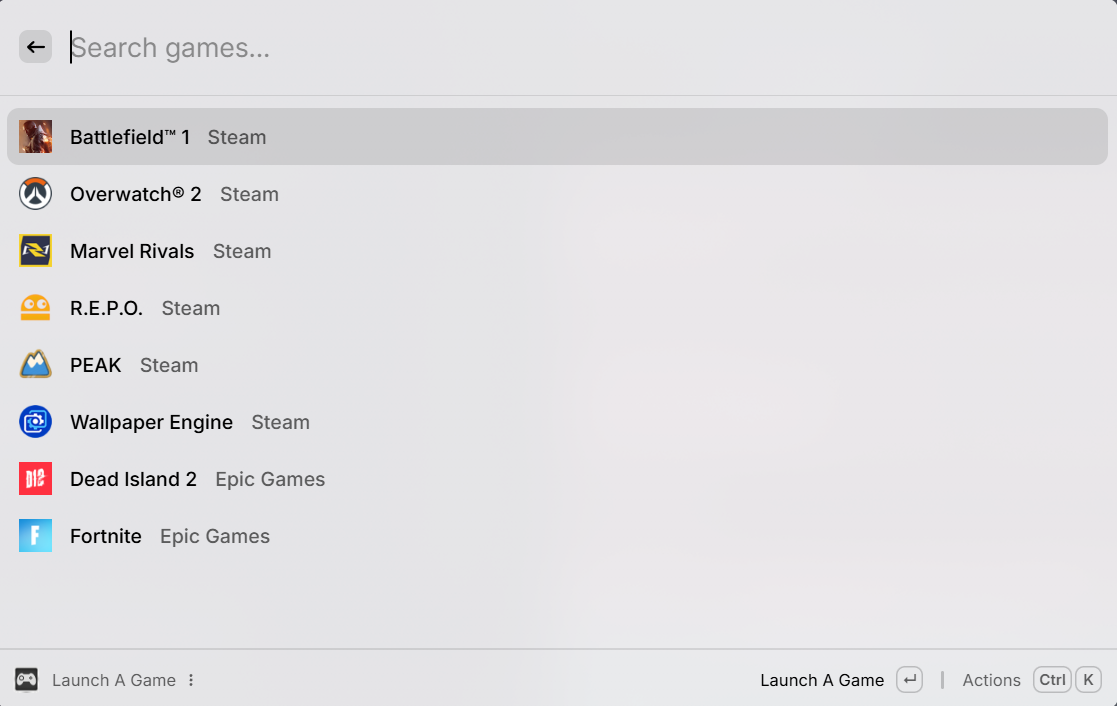 Search games...
Battlefield™ 1 Steam
Overwatch® 2 Steam
Marvel Rivals Steam
R.E.P.O. Steam
PEAK Steam
Wallpaper Engine Steam
Dead Island 2 Epic Games
Fortnite Epic Games
Launch A Game Launch A Game Actions Ctrl K